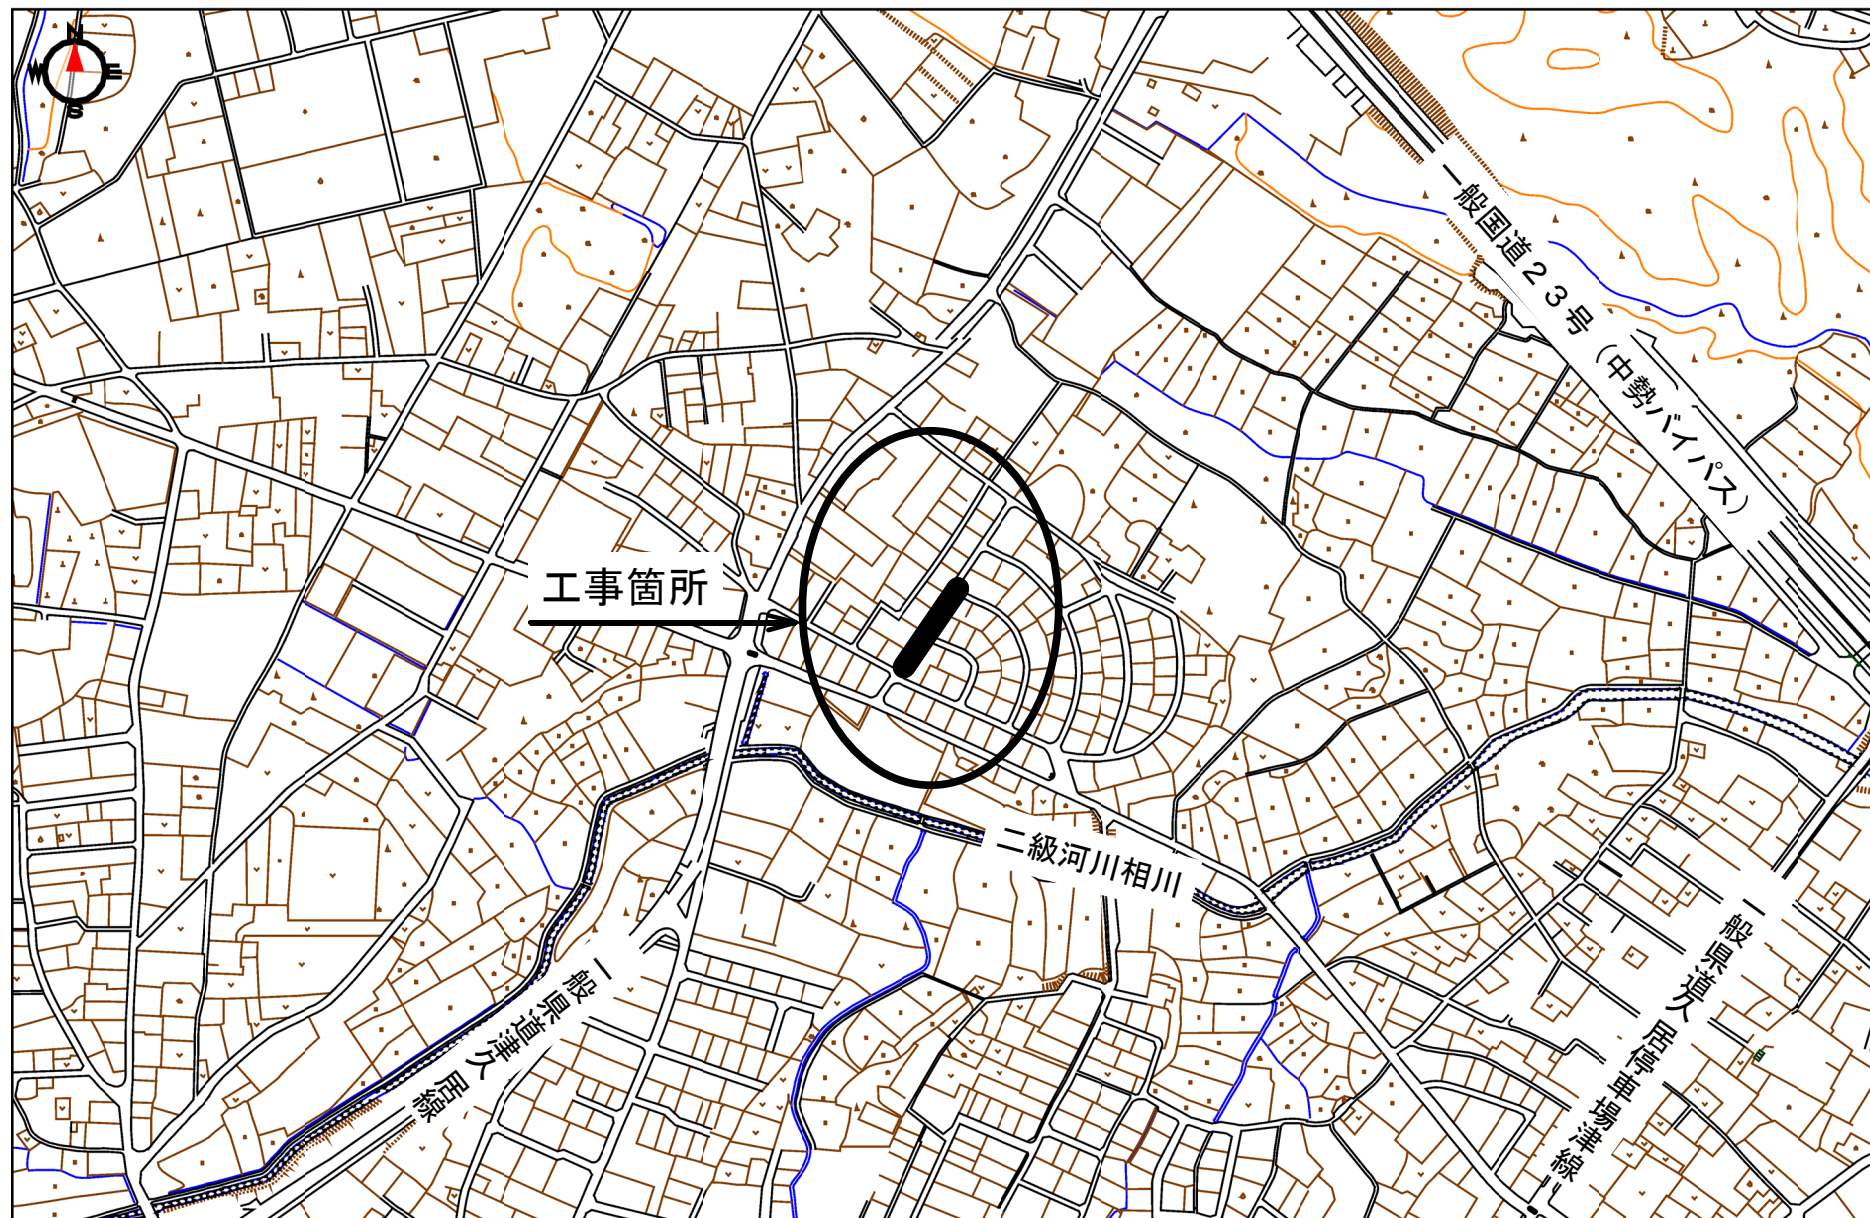 N
W E
S
一般国道23号(中勢バイパス)
工事箇所
二級河川相川
一般県道津久居線
一般県道久居停車場津線